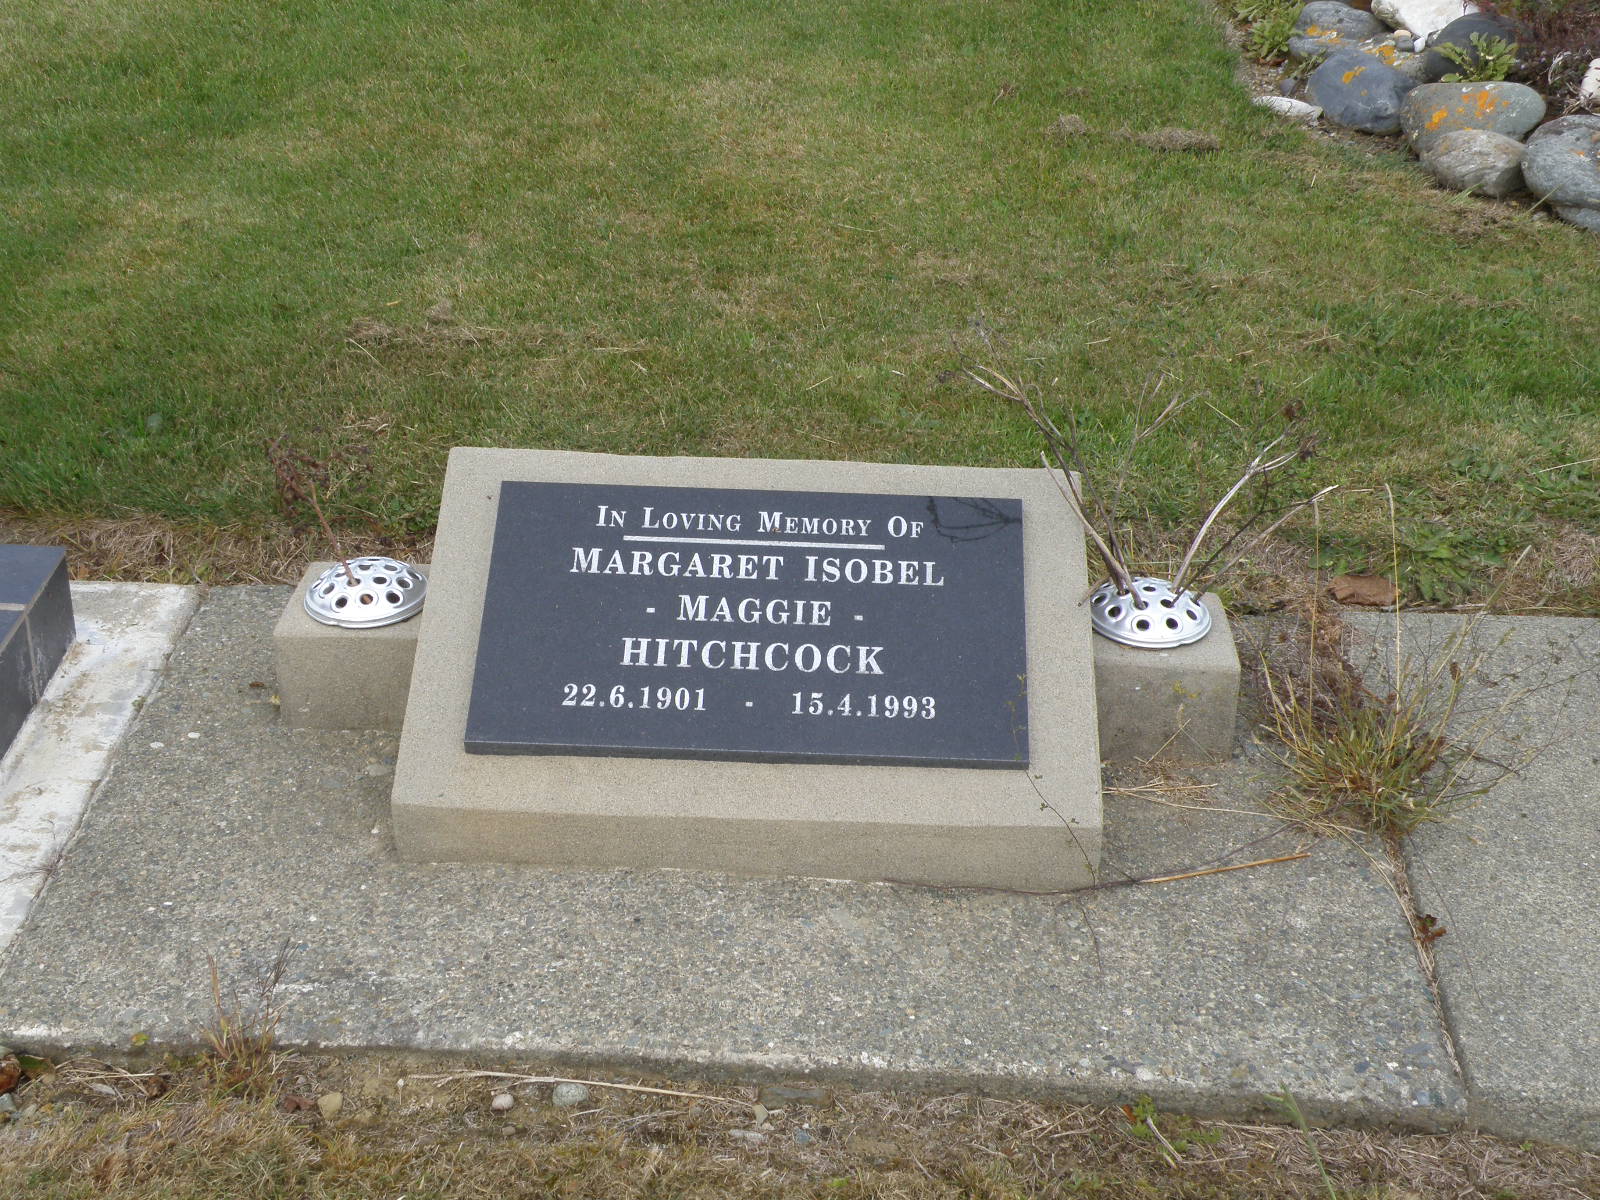 In Loving Memory Of
MARGARET ISOBEL
- MAGGIE -
HITCHCOCK
22.6.1901 - 15.4.1993